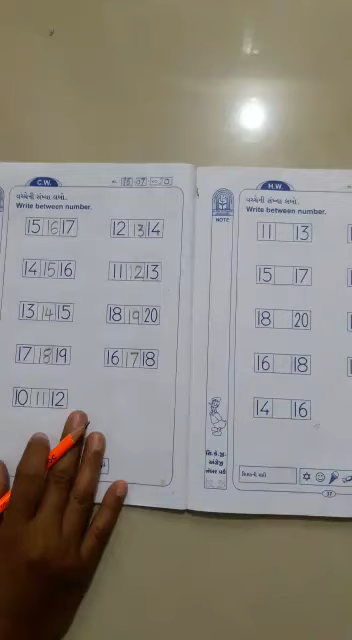 C.W.
વચ્ચેની સંખ્યા લખો.
Write between number.
15 16 17
12 13 14
14 15 16
11 12 13
13 14 15
18 19 20
17 18 19
16 17 18
10 11 12
NOTE
H.W.
વચ્ચેની સંખ્યા લખો.
Write between number.
11 13
15 17
18 20
16 18
14 16
સિ.કે.જી.
અંગ્રેજી